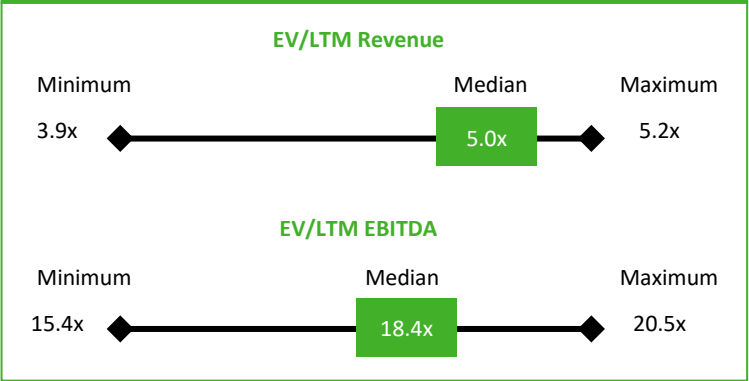 EV/LTM Revenue
Minimum Median Maximum
3.9x 5.0x 5.2x
EV/LTM EBITDA
Minimum Median Maximum
15.4x 18.4x 20.5x